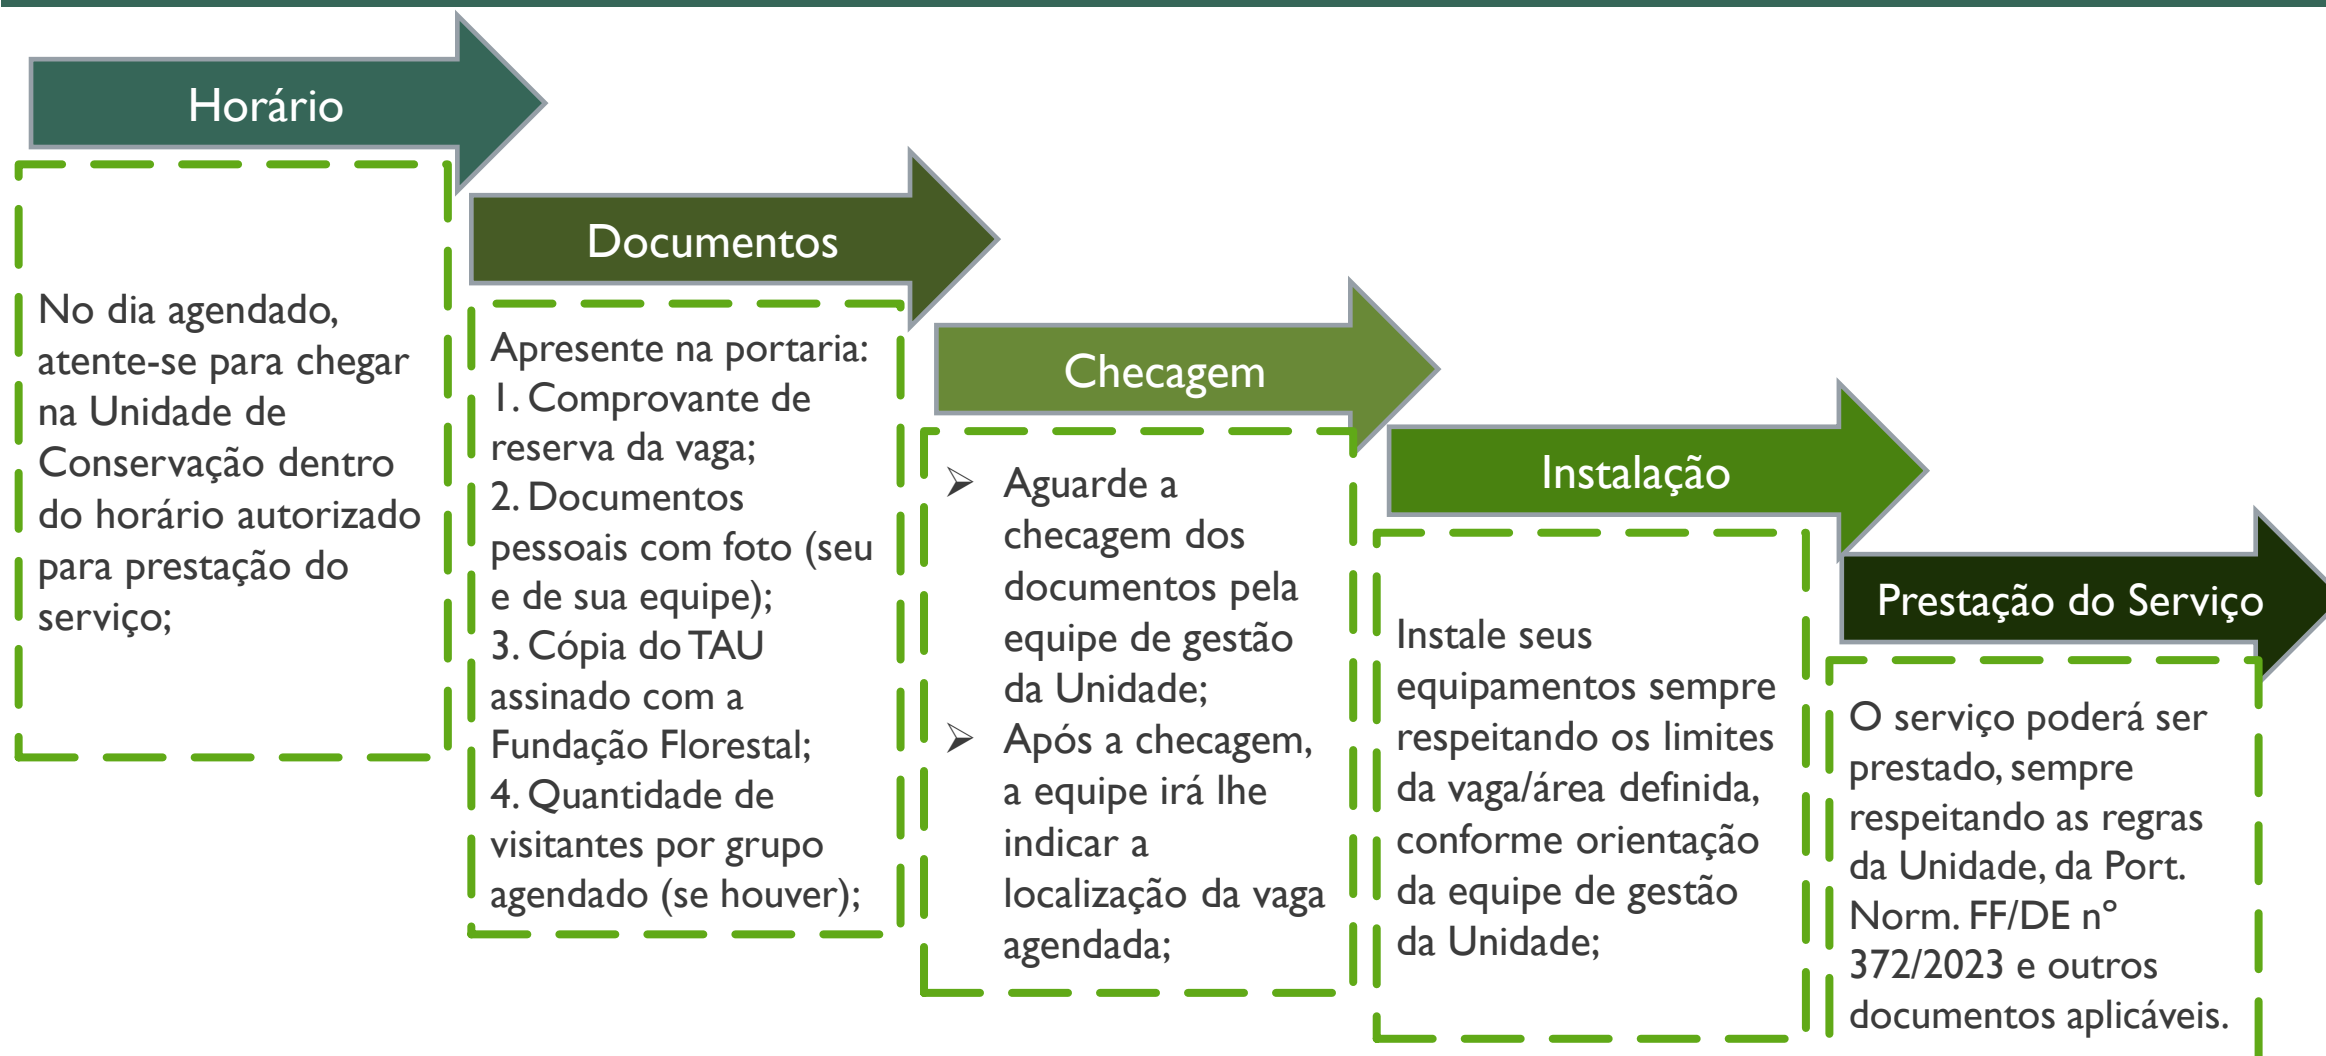 Horário
No dia agendado,
atente-se para chegar
na Unidade de
Conservação dentro
do horário autorizado
para prestação do
serviço;
Documentos
Apresente na portaria:
1. Comprovante de
reserva da vaga;
2. Documentos
pessoais com foto (seu
e de sua equipe);
3. Cópia do TAU
assinado com a
Fundação Florestal;
4. Quantidade de
visitantes por grupo
agendado (se houver);
Checagem
➢ Aguarde a
checagem dos
documentos pela
equipe de gestão
da Unidade;
➢ Após a checagem,
a equipe irá lhe
indicar a
localização da vaga
agendada;
Instalação
Instale seus
equipamentos sempre
respeitando os limites
da vaga/área definida,
conforme orientação
da equipe de gestão
da Unidade;
Prestação do Serviço
O serviço poderá ser
prestado, sempre
respeitando as regras
da Unidade, da Port.
Norm. FF/DE nº
372/2023 e outros
documentos aplicáveis.